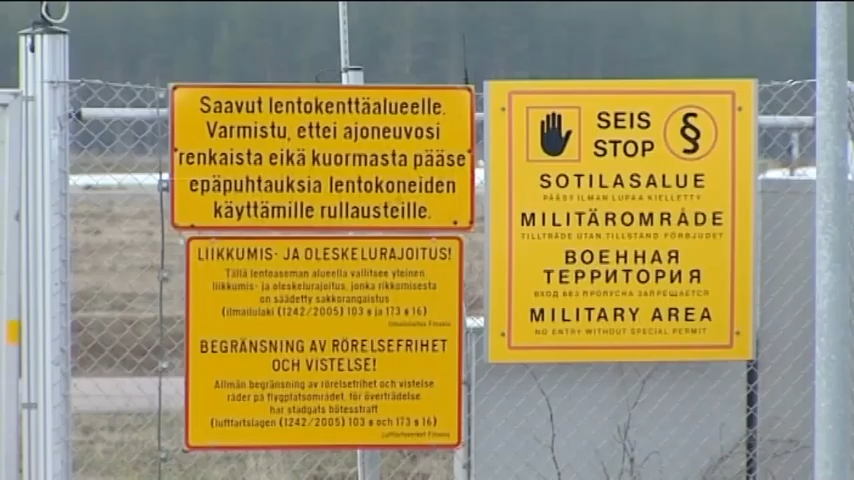 Saavut lentokenttäalueelle.
Varmistu, ettei ajoneuvosi
renkaista eikä kuormasta pääse
epäpuhtauksia lentokoneiden
käyttämille rullausteille.
LIIKKUMIS- JA OLESKELURAJOITUS!
Tällä lentoaseman alueella vallitsee yleinen
liikkumis- ja oleskelurajoitus, jonka rikkomisesta
on säädetty sakkorangaistus
(ilmailulaki (1242/2005) 103 § ja 173 § 16)
Ilmailulaitos Finavia
BEGRÄNSNING AV RÖRELSEFRIHET
OCH VISTELSE!
Allmän begränsning av rörelsefrihet och vistelse
råder på flygplatsområdet, för överträdelse
har stadgats bötesstraff
(luftfartslagen (1242/2005) 103 § och 173 § 16)
Luftfartsverket Finavia
SEIS §
STOP
SOTILASALUE
PÄÄSY ILMAN LUPAA KIELLETTY
MILITÄROMRÅDE
TILLTRÄDE UTAN TILLSTÅND FÖRBJUDET
ВОЕННАЯ
ТЕРРИТОРИЯ
ВХОД БЕЗ ПРОПУСКА ЗАПРЕЩАЕТСЯ
MILITARY AREA
NO ENTRY WITHOUT SPECIAL PERMIT